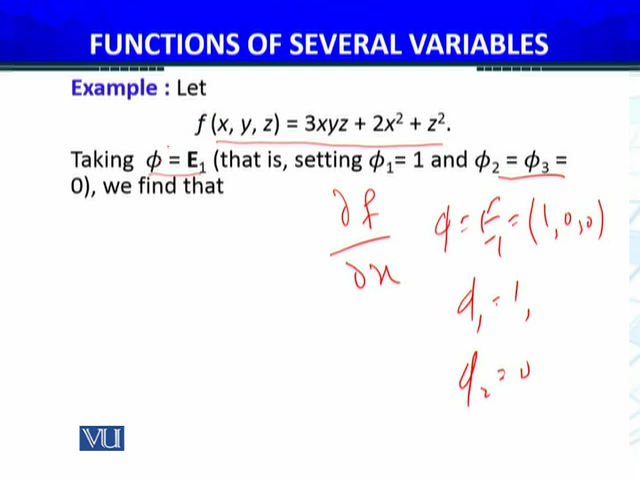 FUNCTIONS OF SEVERAL VARIABLES
Example : Let
f (x, y, z) = 3xyz + 2x² + z².
Taking ϕ = E₁ (that is, setting ϕ₁= 1 and ϕ₂ = ϕ₃ =
0), we find that
∂f
∂x
ϕ = E₁ = (1, 0, 0)
ϕ₁ = 1,
ϕ₂ = 0
VU